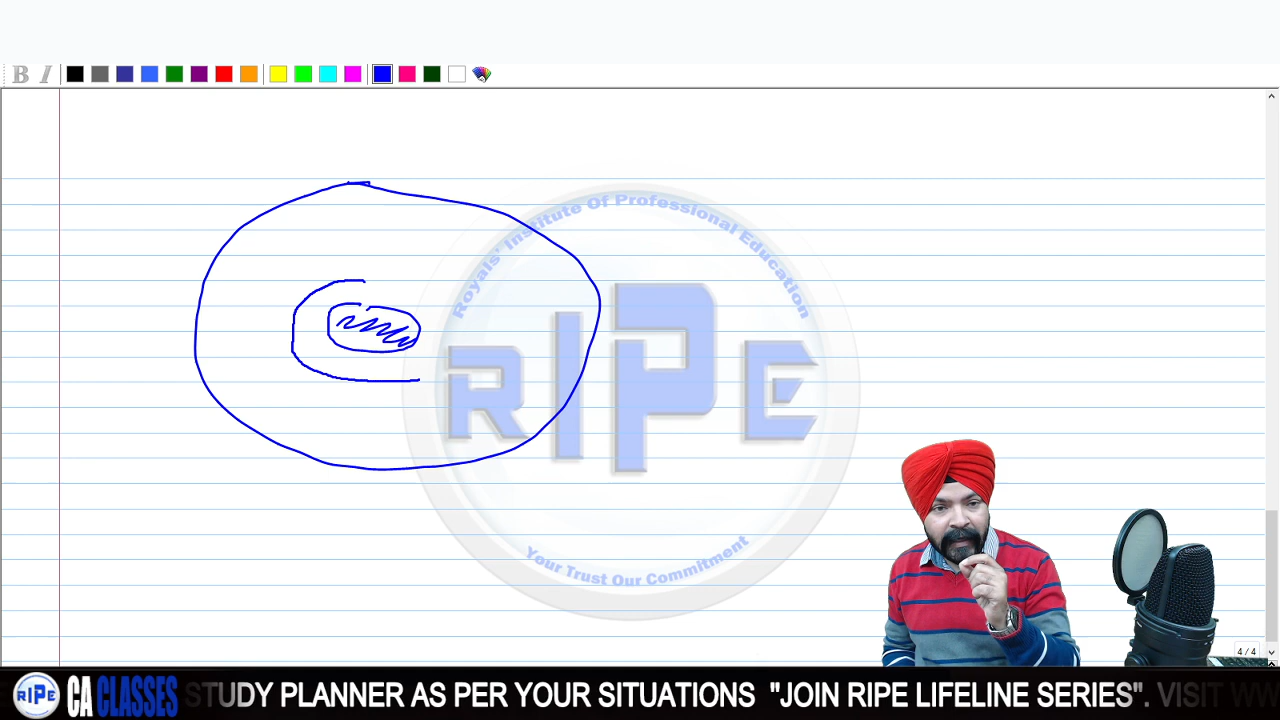 B I
Royals' Institute Of Professional Education
RIPE
Your Trust Our Commitment
4 / 4
RIPE CA CLASSES STUDY PLANNER AS PER YOUR SITUATIONS "JOIN RIPE LIFELINE SERIES". VISIT WW